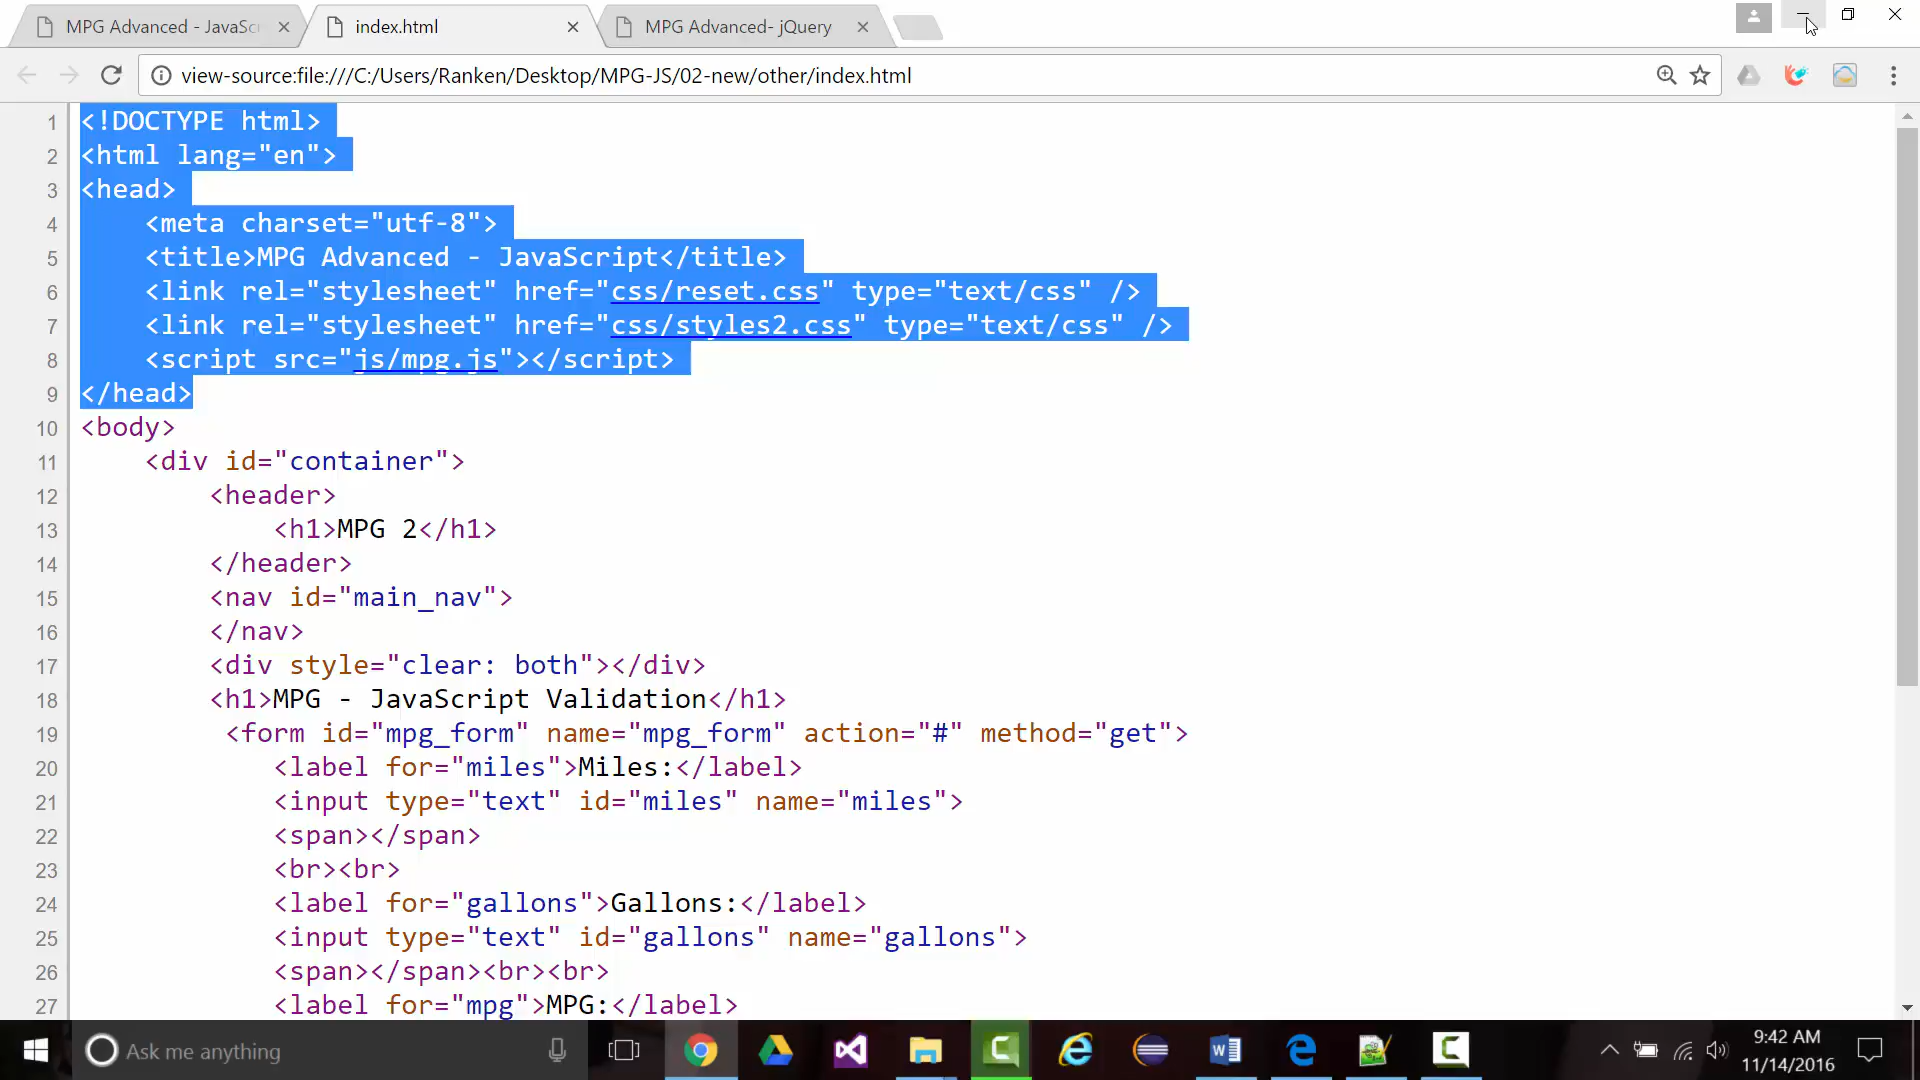 MPG Advanced - JavaSc
index.html
MPG Advanced- jQuery
view-source:file:///C:/Users/Ranken/Desktop/MPG-JS/02-new/other/index.html
1 <!DOCTYPE html>
2 <html lang="en">
3 <head>
4 <meta charset="utf-8">
5 <title>MPG Advanced - JavaScript</title>
6 <link rel="stylesheet" href="css/reset.css" type="text/css" />
7 <link rel="stylesheet" href="css/styles2.css" type="text/css" />
8 <script src="js/mpg.js"></script>
9 </head>
10 <body>
11 <div id="container">
12 <header>
13 <h1>MPG 2</h1>
14 </header>
15 <nav id="main_nav">
16 </nav>
17 <div style="clear: both"></div>
18 <h1>MPG - JavaScript Validation</h1>
19 <form id="mpg_form" name="mpg_form" action="#" method="get">
20 <label for="miles">Miles:</label>
21 <input type="text" id="miles" name="miles">
22 <span></span>
23 <br><br>
24 <label for="gallons">Gallons:</label>
25 <input type="text" id="gallons" name="gallons">
26 <span></span><br><br>
27 <label for="mpg">MPG:</label>
Ask me anything
9:42 AM
11/14/2016